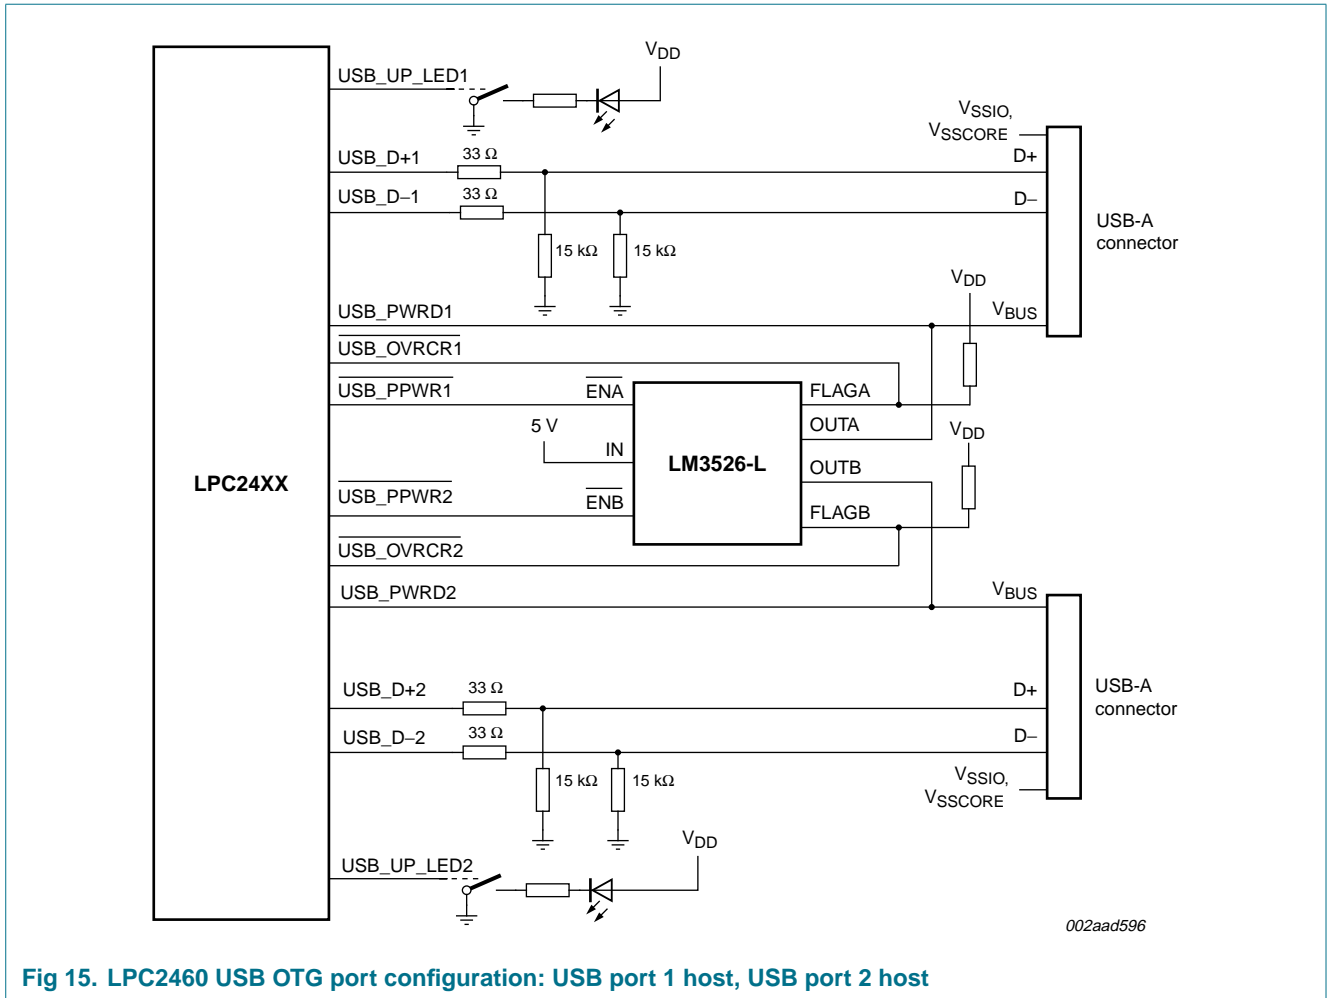 USB_UP_LED1
VDD
VSSIO,
VSSCORE
USB_D+1
33 Ω
D+
USB_D−1
33 Ω
D−
USB-A
connector
15 kΩ
15 kΩ
VDD
USB_PWRD1
VBUS
USB_OVRCR1
USB_PPWR1
ENA
FLAGA
5 V
OUTA
VDD
IN
LM3526-L
OUTB
LPC24XX
USB_PPWR2
ENB
FLAGB
USB_OVRCR2
USB_PWRD2
VBUS
USB_D+2
33 Ω
D+
USB-A
connector
USB_D−2
33 Ω
D−
15 kΩ
15 kΩ
VSSIO,
VSSCORE
VDD
USB_UP_LED2
002aad596
Fig 15. LPC2460 USB OTG port configuration: USB port 1 host, USB port 2 host